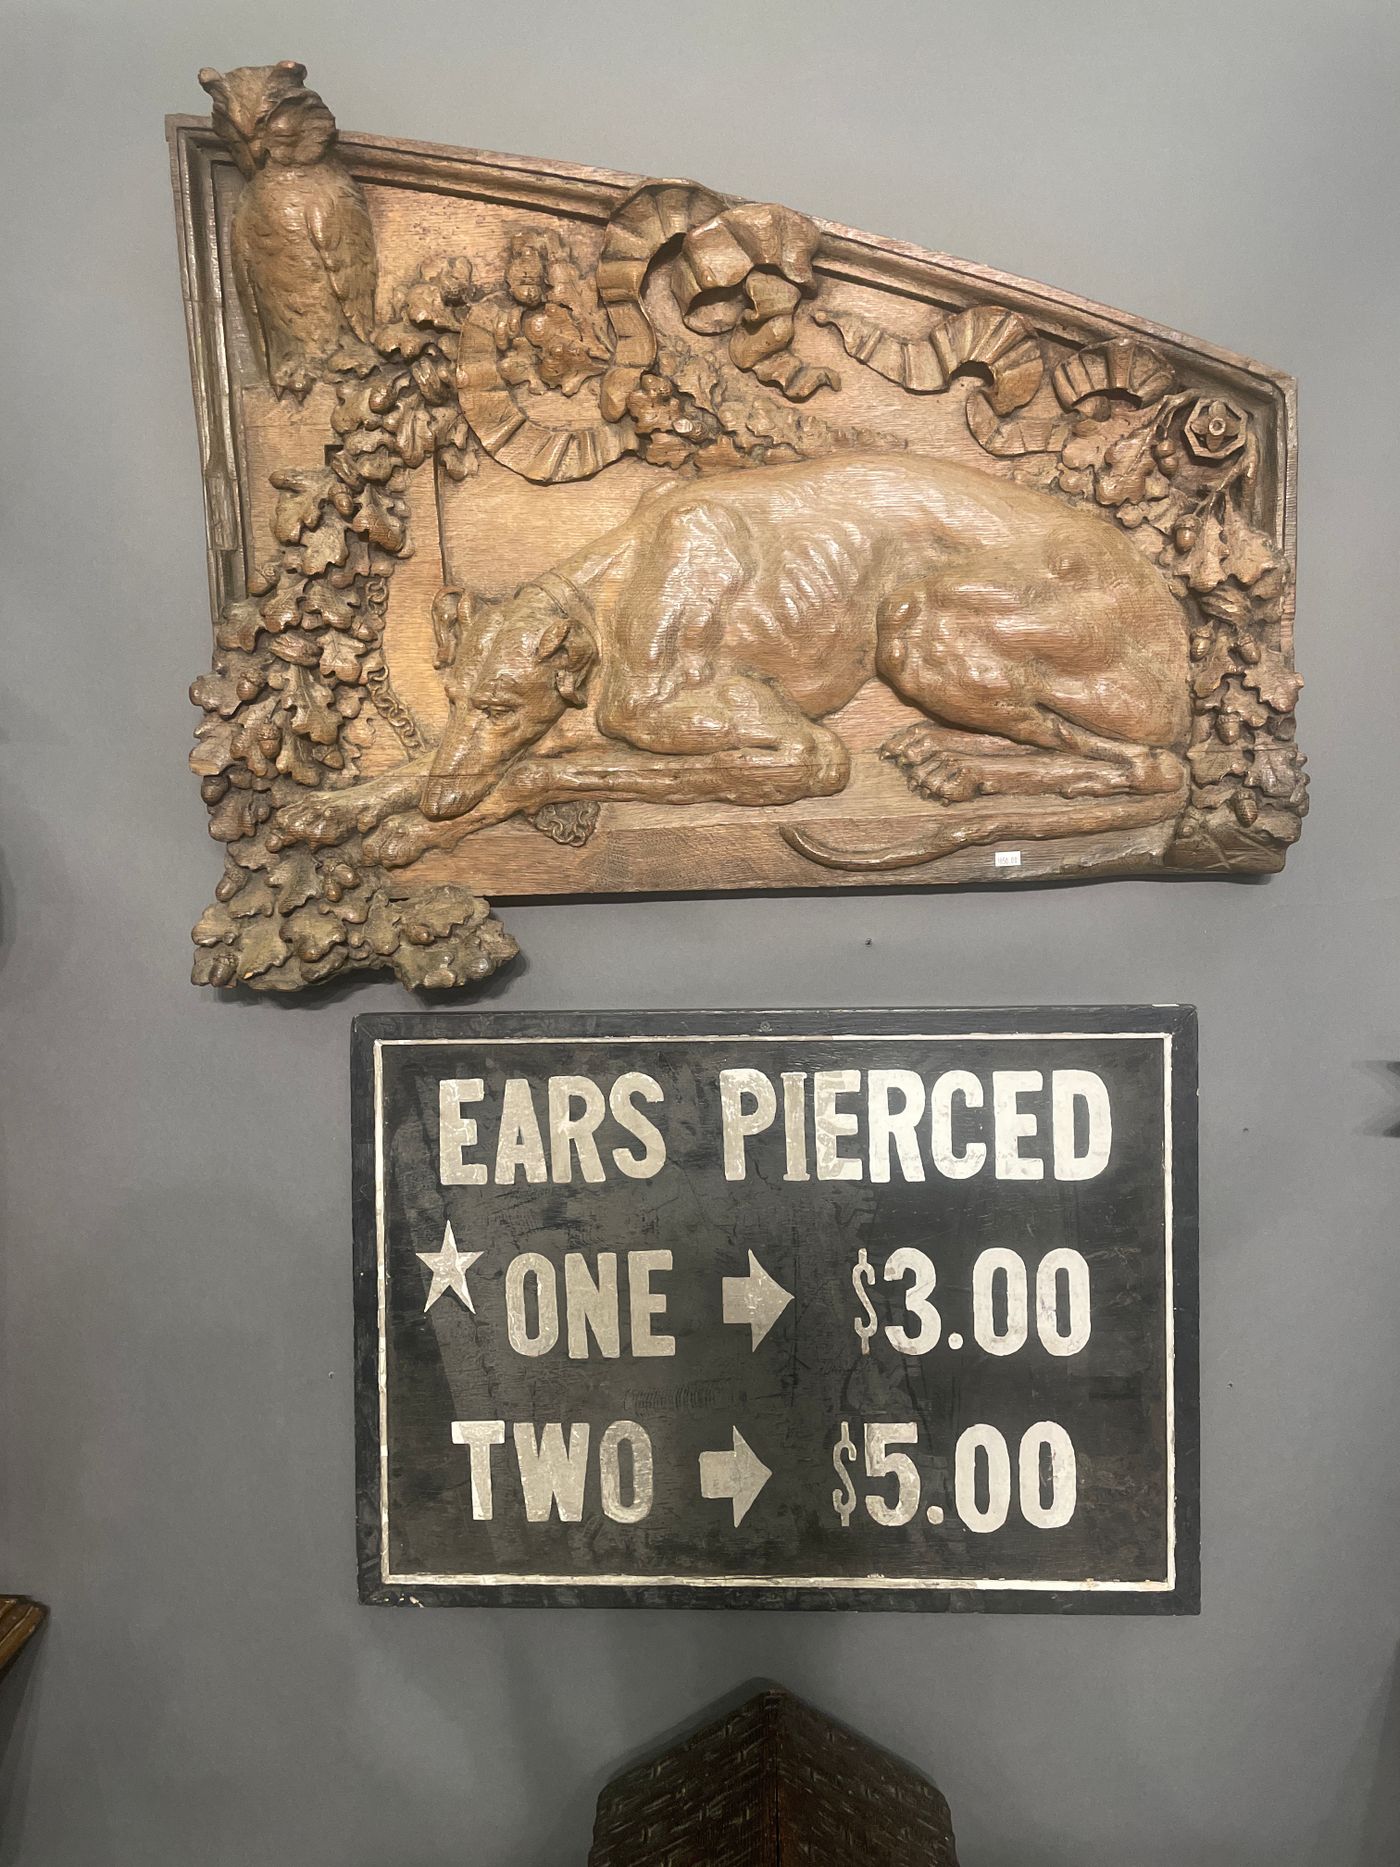 EARS PIERCED
ONE $3.00
TWO $5.00